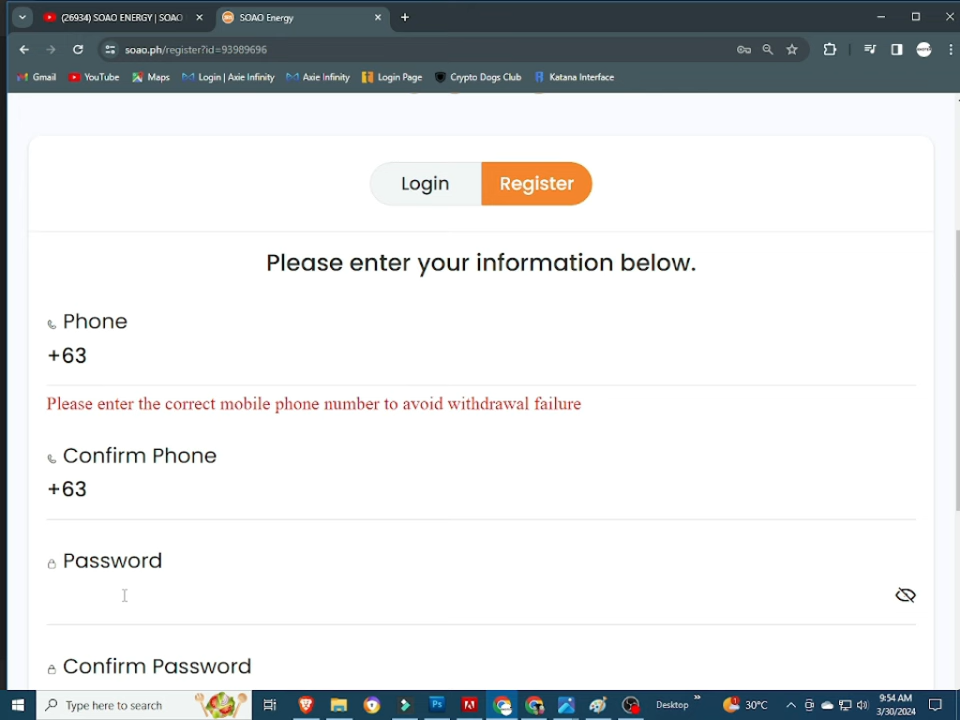 (26934) SOAO ENERGY | SOAO
SOAO Energy
soao.ph/register?id=93989696
Gmail
YouTube
Maps
Login | Axie Infinity
Axie Infinity
Login Page
Crypto Dogs Club
Katana Interface
Login
Register
Please enter your information below.
Phone
+63
Please enter the correct mobile phone number to avoid withdrawal failure
Confirm Phone
+63
Password
Confirm Password
Type here to search
Desktop
30°C
9:54 AM
3/30/2024